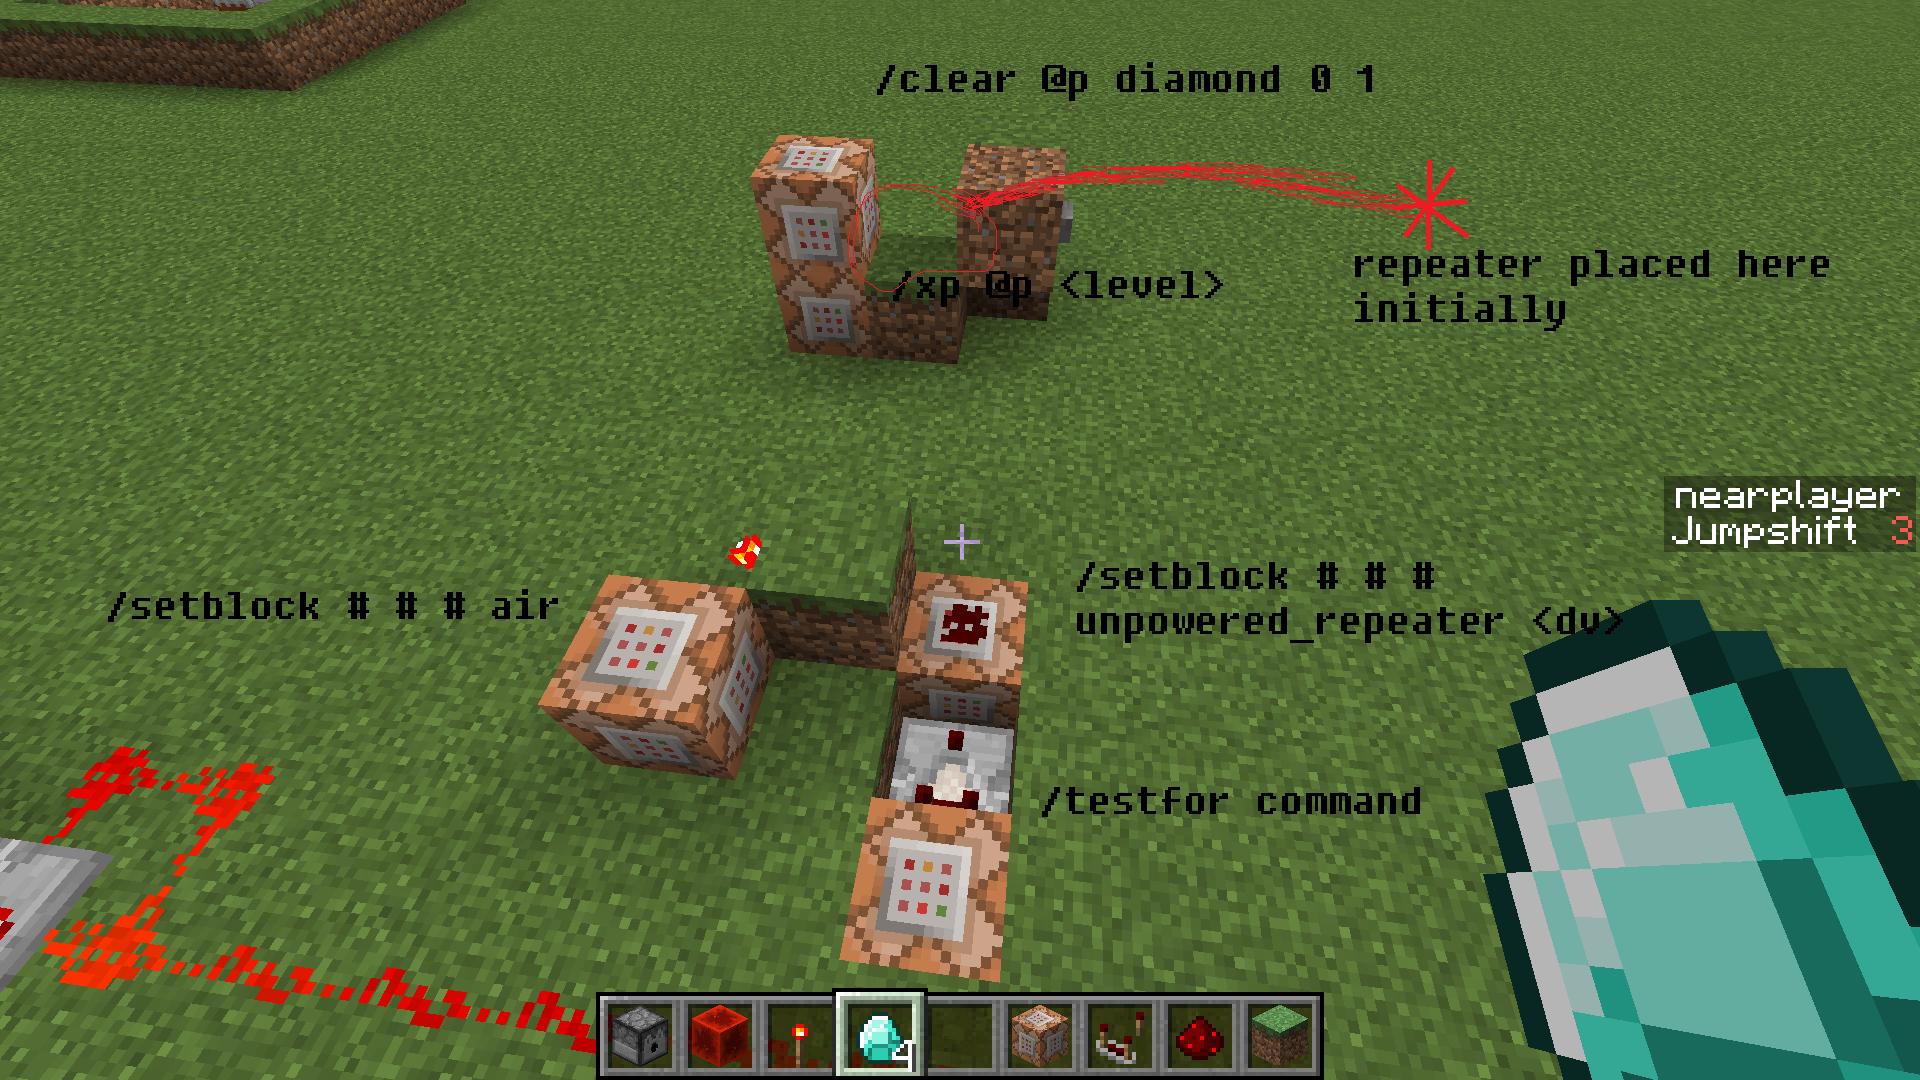 /clear @p diamond 0 1
/xp @p <level>
repeater placed here
initially
nearplayer
Jumpshift 3
/setblock # # # air
/setblock # # #
unpowered_repeater <dv>
/testfor command
4